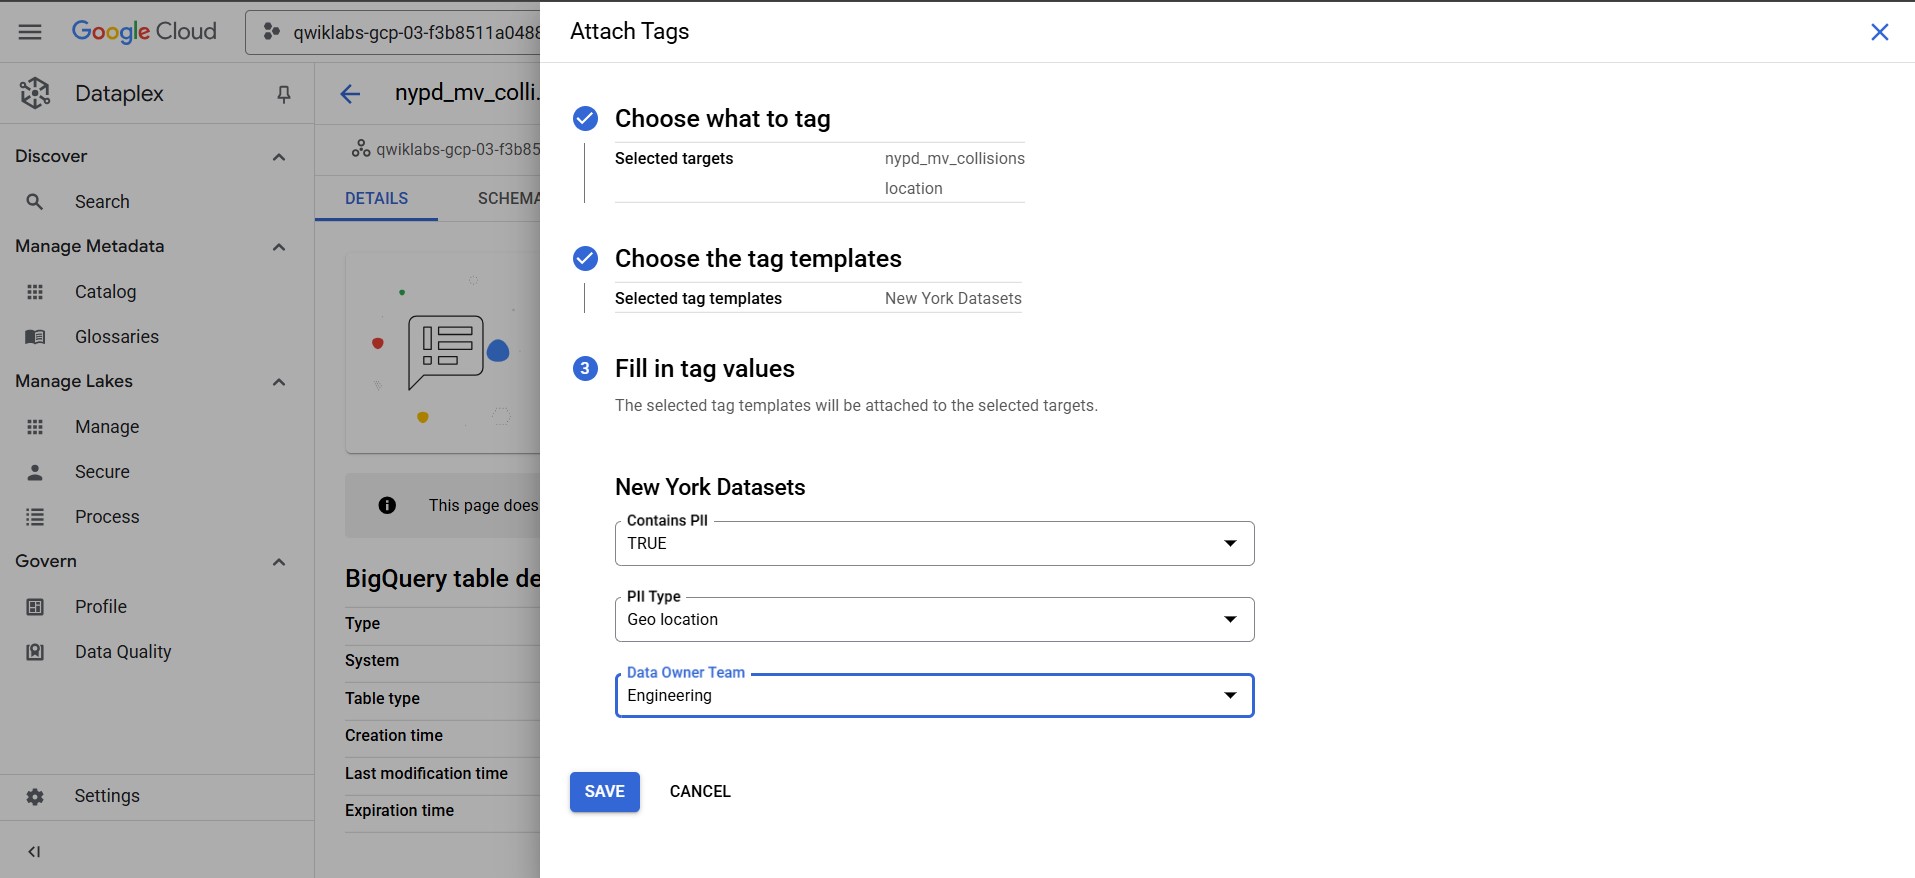 Google Cloud
qwiklabs-gcp-03-f3b8511a0488
Attach Tags
Dataplex
nypd_mv_colli...
Discover
qwiklabs-gcp-03-f3b85
Search
DETAILS
SCHEMA
Manage Metadata
Catalog
Glossaries
Manage Lakes
Manage
Secure
Process
This page does
Govern
Profile
Data Quality
Settings
BigQuery table de
Type
System
Table type
Creation time
Last modification time
Expiration time
Choose what to tag
Selected targets nypd_mv_collisions
location
Choose the tag templates
Selected tag templates New York Datasets
3 Fill in tag values
The selected tag templates will be attached to the selected targets.
New York Datasets
Contains PII
TRUE
PII Type
Geo location
Data Owner Team
Engineering
SAVE CANCEL